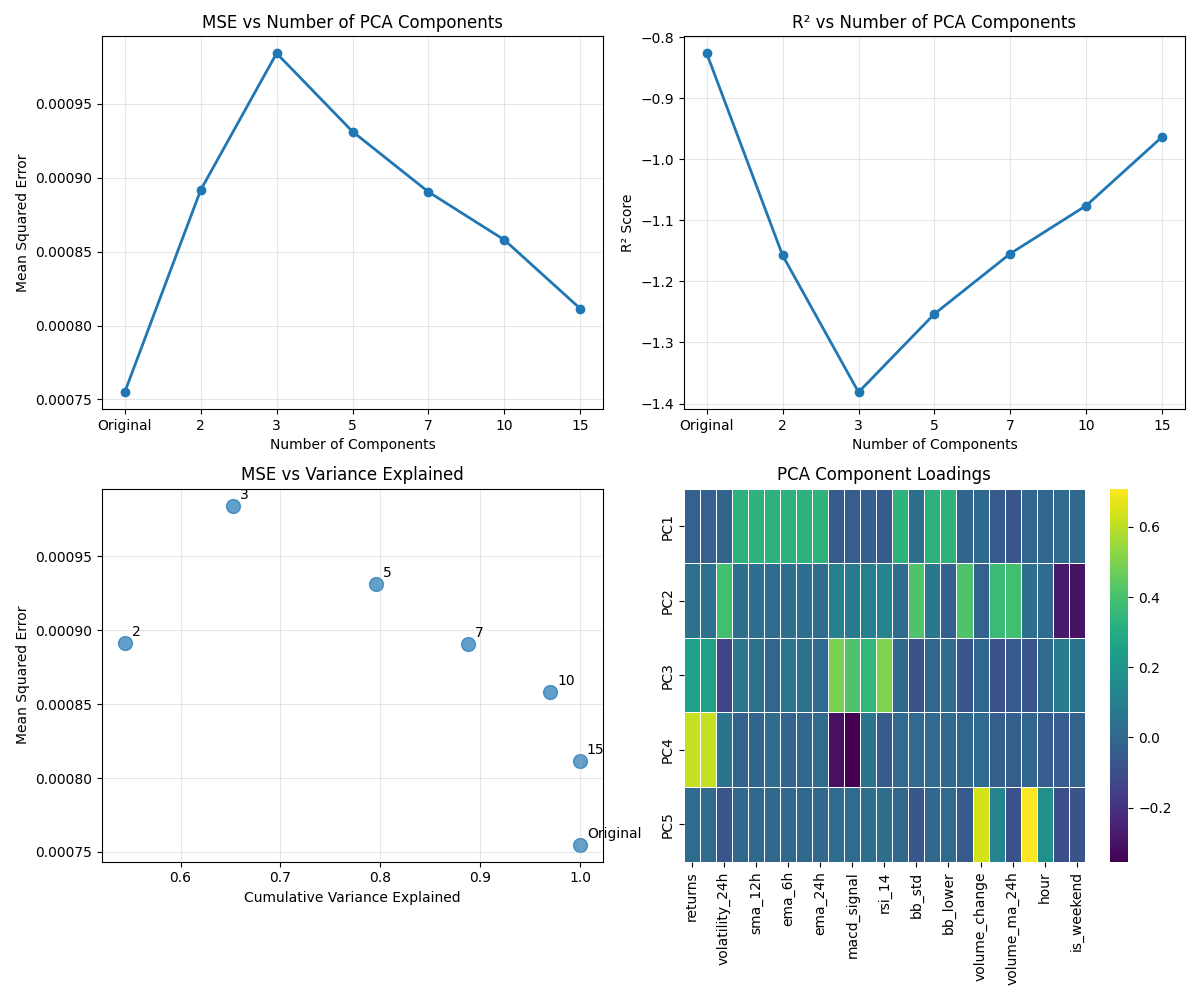 MSE vs Number of PCA Components
Mean Squared Error
0.00095
0.00090
0.00085
0.00080
0.00075
Original 2 3 5 7 10 15
Number of Components
R² vs Number of PCA Components
R² Score
−0.8
−0.9
−1.0
−1.1
−1.2
−1.3
−1.4
Original 2 3 5 7 10 15
Number of Components
MSE vs Variance Explained
Mean Squared Error
0.00095
0.00090
0.00085
0.00080
0.00075
3
5
2
7
10
15
Original
0.6 0.7 0.8 0.9 1.0
Cumulative Variance Explained
PCA Component Loadings
PC1
PC2
PC3
PC4
PC5
returns
volatility_24h
sma_12h
ema_6h
ema_24h
macd_signal
rsi_14
bb_std
bb_lower
volume_change
volume_ma_24h
hour
is_weekend
0.6
0.4
0.2
0.0
−0.2